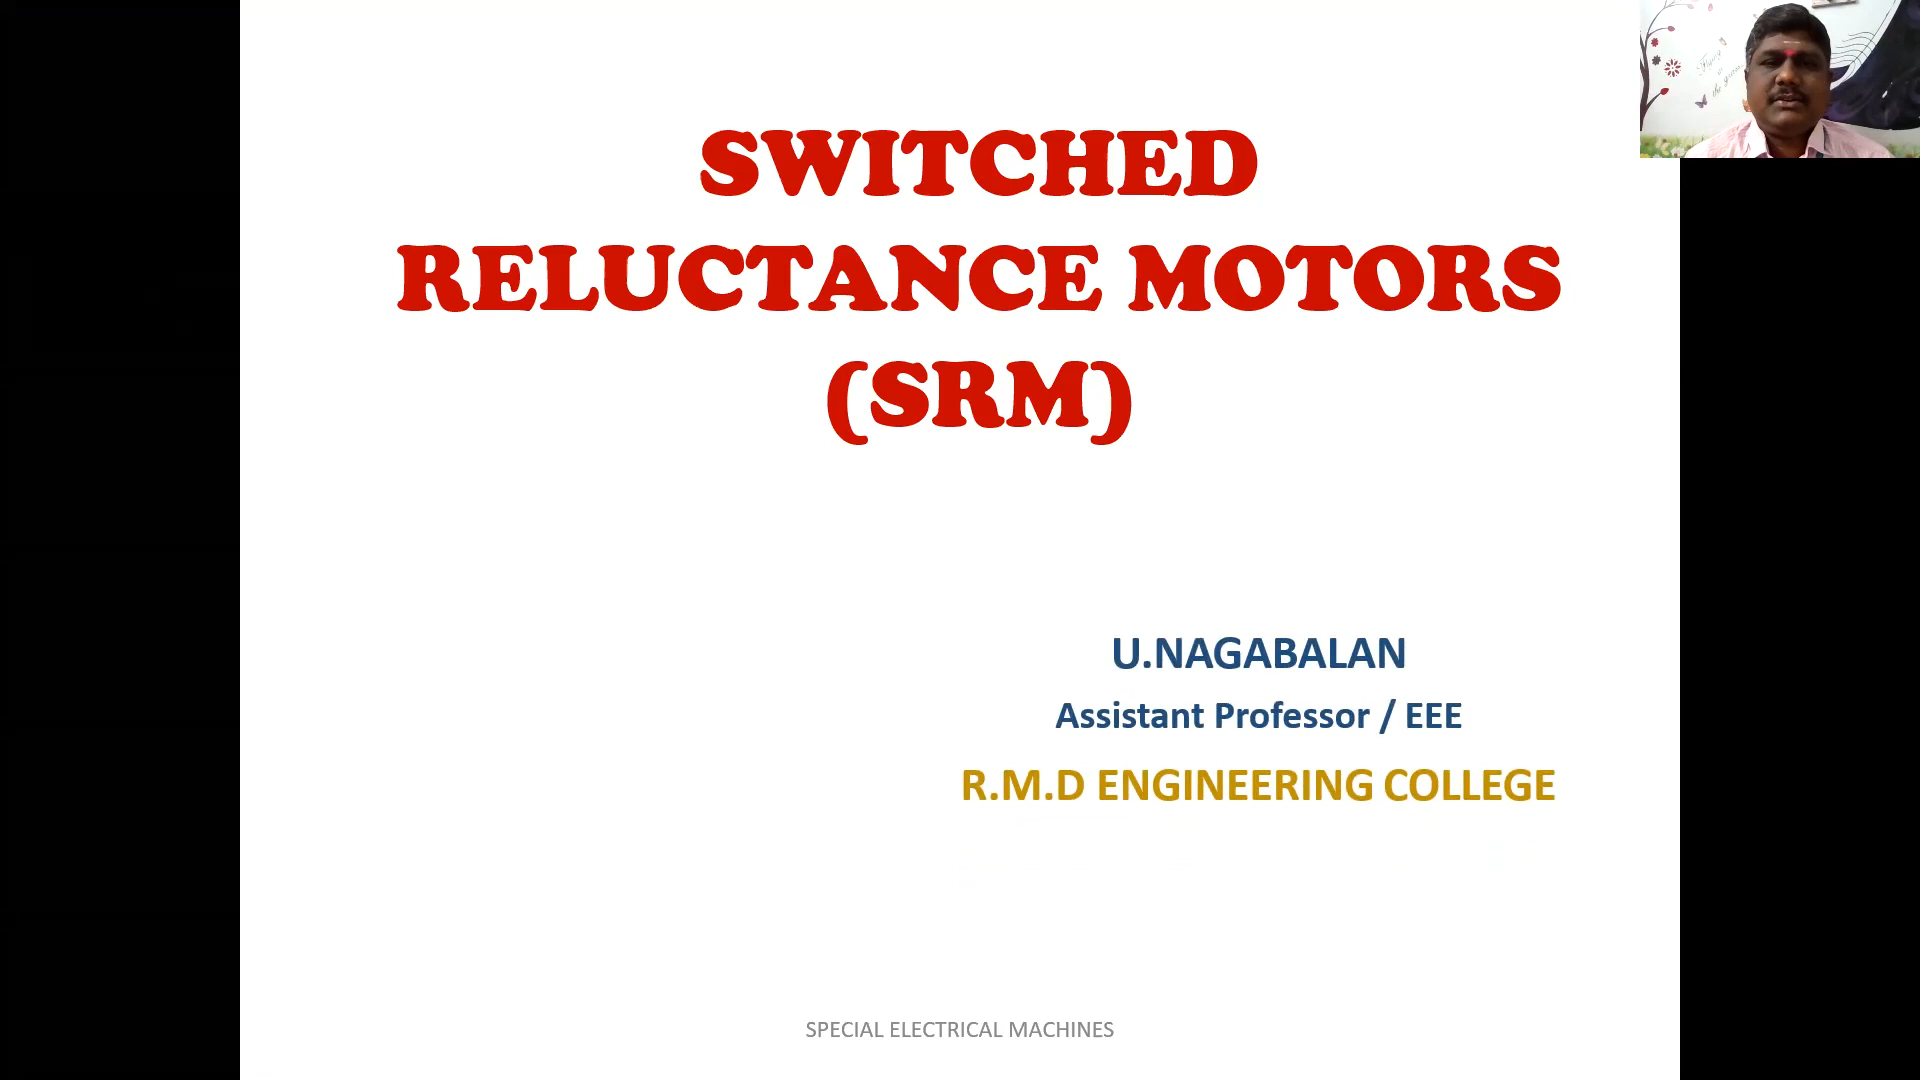 SWITCHED
RELUCTANCE MOTORS
(SRM)
U.NAGABALAN
Assistant Professor / EEE
R.M.D ENGINEERING COLLEGE
SPECIAL ELECTRICAL MACHINES